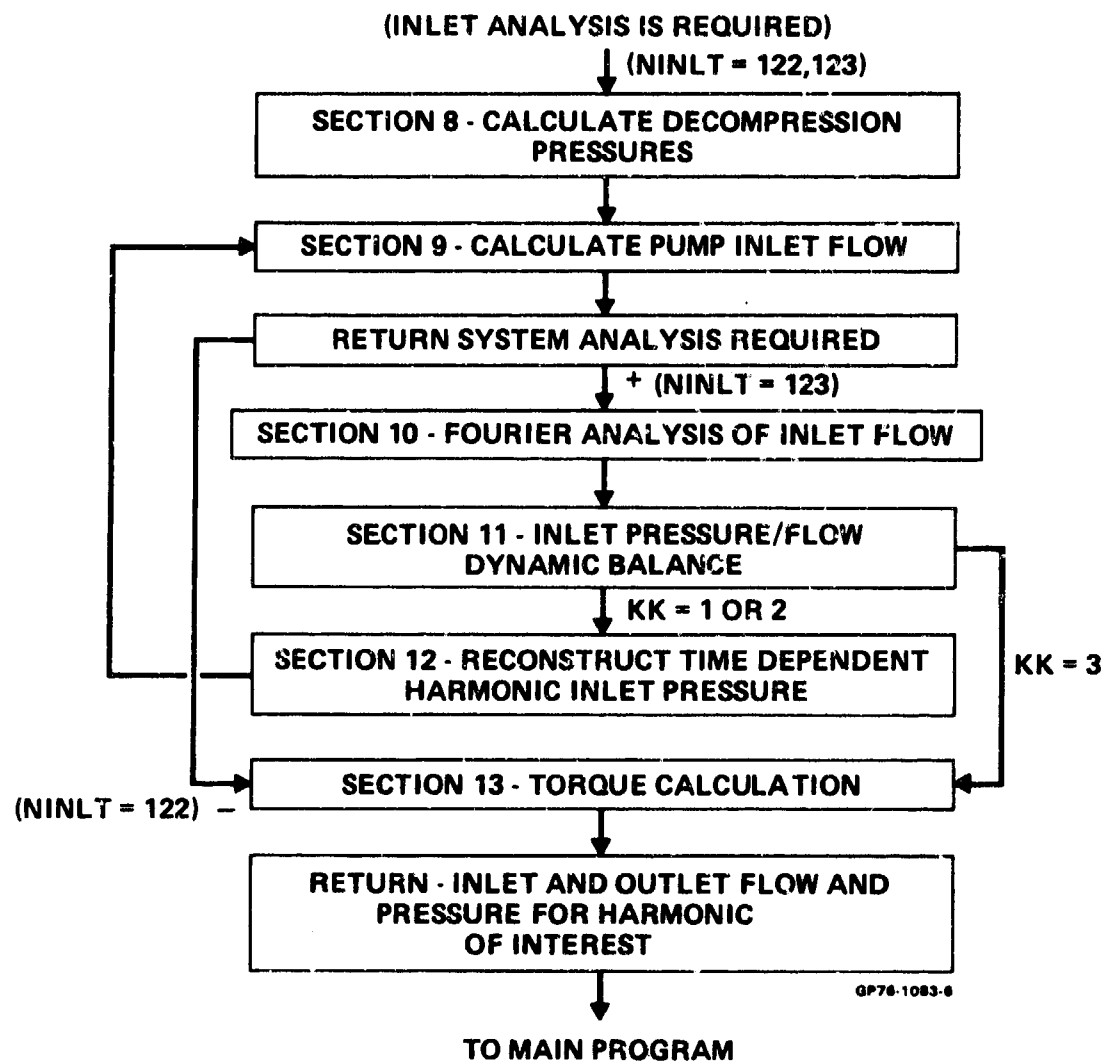 (INLET ANALYSIS IS REQUIRED)
(NINLT = 122,123)
SECTION 8 - CALCULATE DECOMPRESSION
PRESSURES
SECTION 9 - CALCULATE PUMP INLET FLOW
RETURN SYSTEM ANALYSIS REQUIRED
+ (NINLT = 123)
SECTION 10 - FOURIER ANALYSIS OF INLET FLOW
SECTION 11 - INLET PRESSURE/FLOW
DYNAMIC BALANCE
KK = 1 OR 2
SECTION 12 - RECONSTRUCT TIME DEPENDENT
HARMONIC INLET PRESSURE
KK = 3
SECTION 13 - TORQUE CALCULATION
(NINLT = 122) –
RETURN - INLET AND OUTLET FLOW AND
PRESSURE FOR HARMONIC
OF INTEREST
GP76-1083-6
TO MAIN PROGRAM